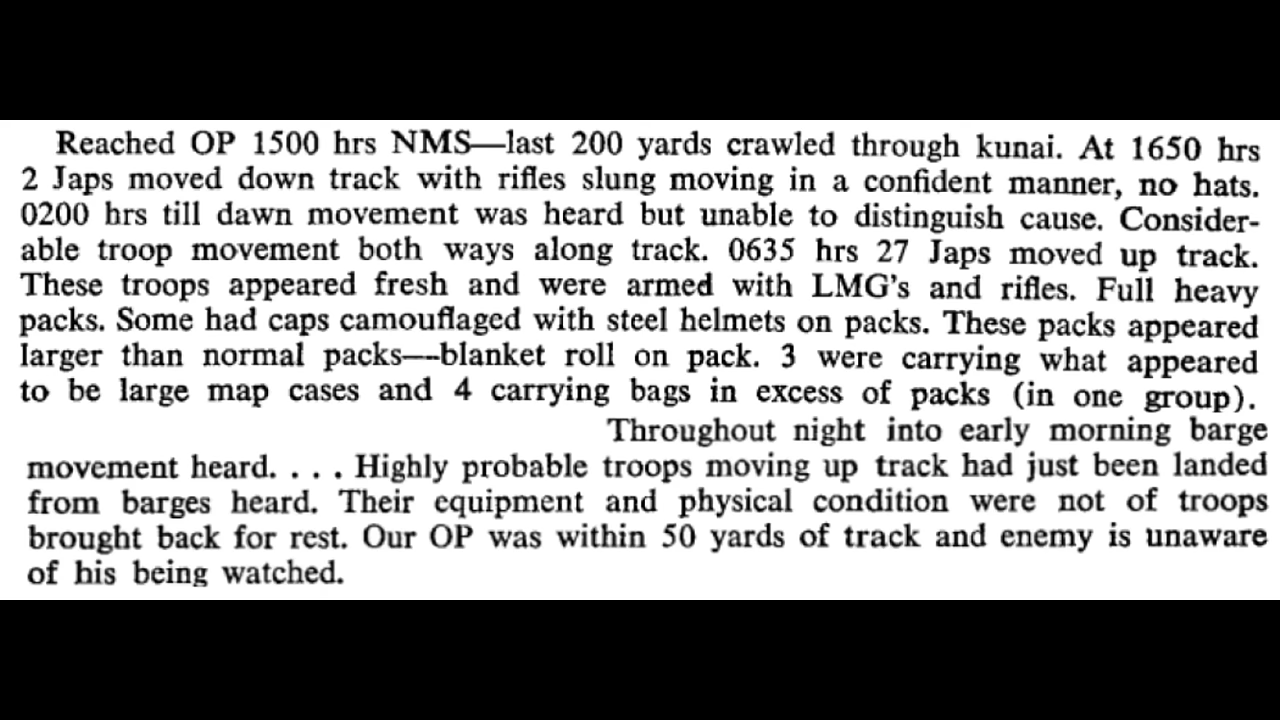 Reached OP 1500 hrs NMS—last 200 yards crawled through kunai. At 1650 hrs
2 Japs moved down track with rifles slung moving in a confident manner, no hats.
0200 hrs till dawn movement was heard but unable to distinguish cause. Consider-
able troop movement both ways along track. 0635 hrs 27 Japs moved up track.
These troops appeared fresh and were armed with LMG's and rifles. Full heavy
packs. Some had caps camouflaged with steel helmets on packs. These packs appeared
larger than normal packs—-blanket roll on pack. 3 were carrying what appeared
to be large map cases and 4 carrying bags in excess of packs (in one group).
Throughout night into early morning barge
movement heard. . . . Highly probable troops moving up track had just been landed
from barges heard. Their equipment and physical condition were not of troops
brought back for rest. Our OP was within 50 yards of track and enemy is unaware
of his being watched.